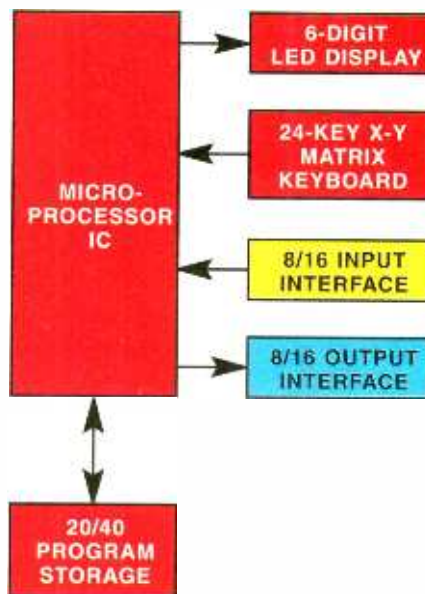 6-DIGIT
LED DISPLAY
24-KEY X-Y
MATRIX
KEYBOARD
MICRO-
PROCESSOR
IC
8/16 INPUT
INTERFACE
8/16 OUTPUT
INTERFACE
20/40
PROGRAM
STORAGE